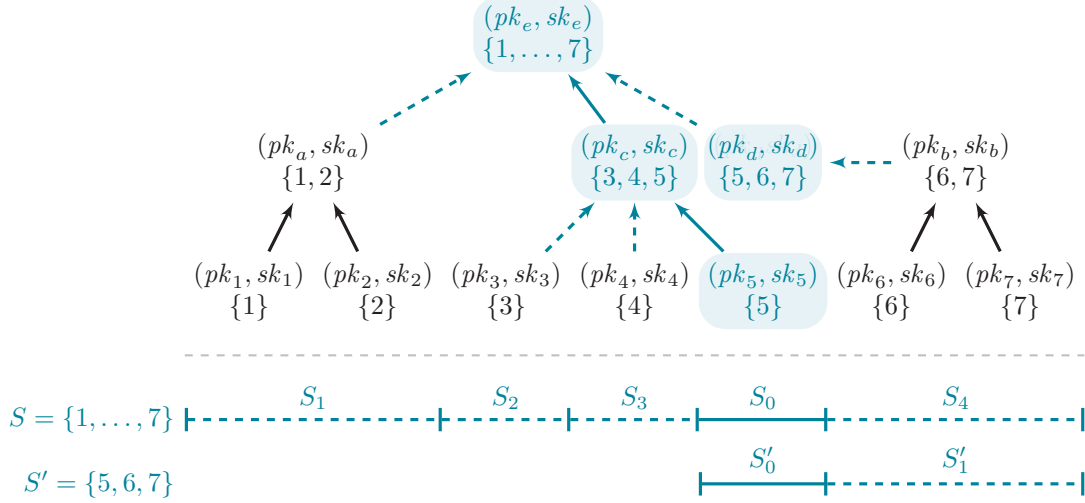 (pk_e, sk_e)
{1, . . . , 7}
(pk_a, sk_a) (pk_c, sk_c) (pk_d, sk_d) (pk_b, sk_b)
{1, 2} {3, 4, 5} {5, 6, 7} {6, 7}
(pk_1, sk_1) (pk_2, sk_2) (pk_3, sk_3) (pk_4, sk_4) (pk_5, sk_5) (pk_6, sk_6) (pk_7, sk_7)
{1} {2} {3} {4} {5} {6} {7}
S_1 S_2 S_3 S_0 S_4
S = {1, . . . , 7}
S'_0 S'_1
S' = {5, 6, 7}